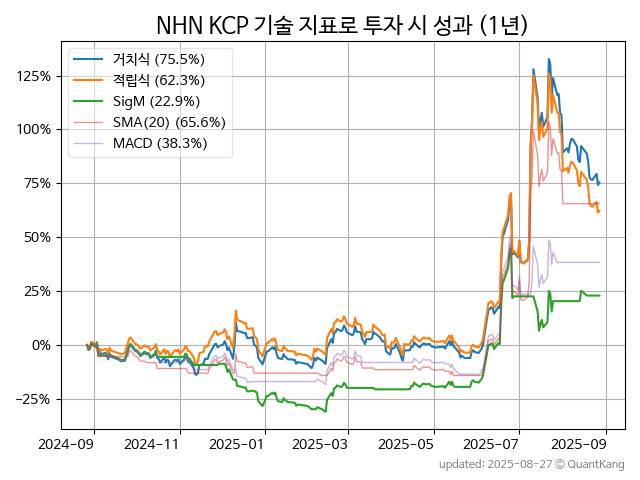 NHN KCP 기술 지표로 투자 시 성과 (1년)
거치식 (75.5%)
적립식 (62.3%)
SigM (22.9%)
SMA(20) (65.6%)
MACD (38.3%)
125%
100%
75%
50%
25%
0%
−25%
2024-09 2024-11 2025-01 2025-03 2025-05 2025-07 2025-09
updated: 2025-08-27 © QuantKang